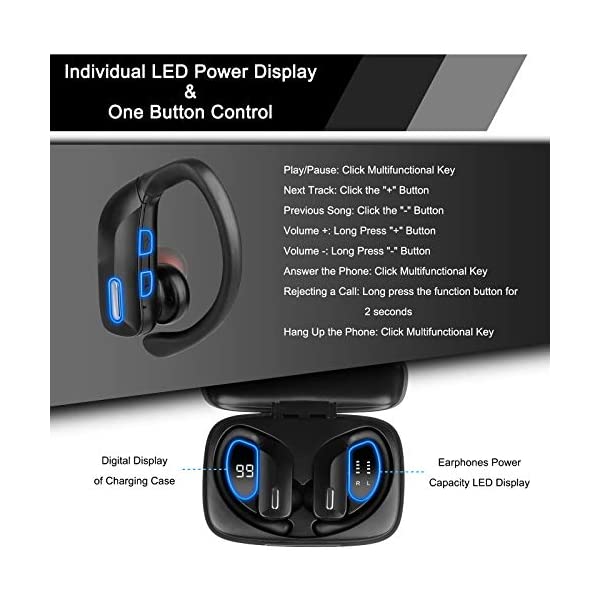 Individual LED Power Display
&
One Button Control
Play/Pause: Click Multifunctional Key
Next Track: Click the "+" Button
Previous Song: Click the "-" Button
Volume +: Long Press "+" Button
Volume -: Long Press "-" Button
Answer the Phone: Click Multifunctional Key
Rejecting a Call: Long press the function button for
2 seconds
Hang Up the Phone: Click Multifunctional Key
Digital Display
of Charging Case
99
R L
Earphones Power
Capacity LED Display